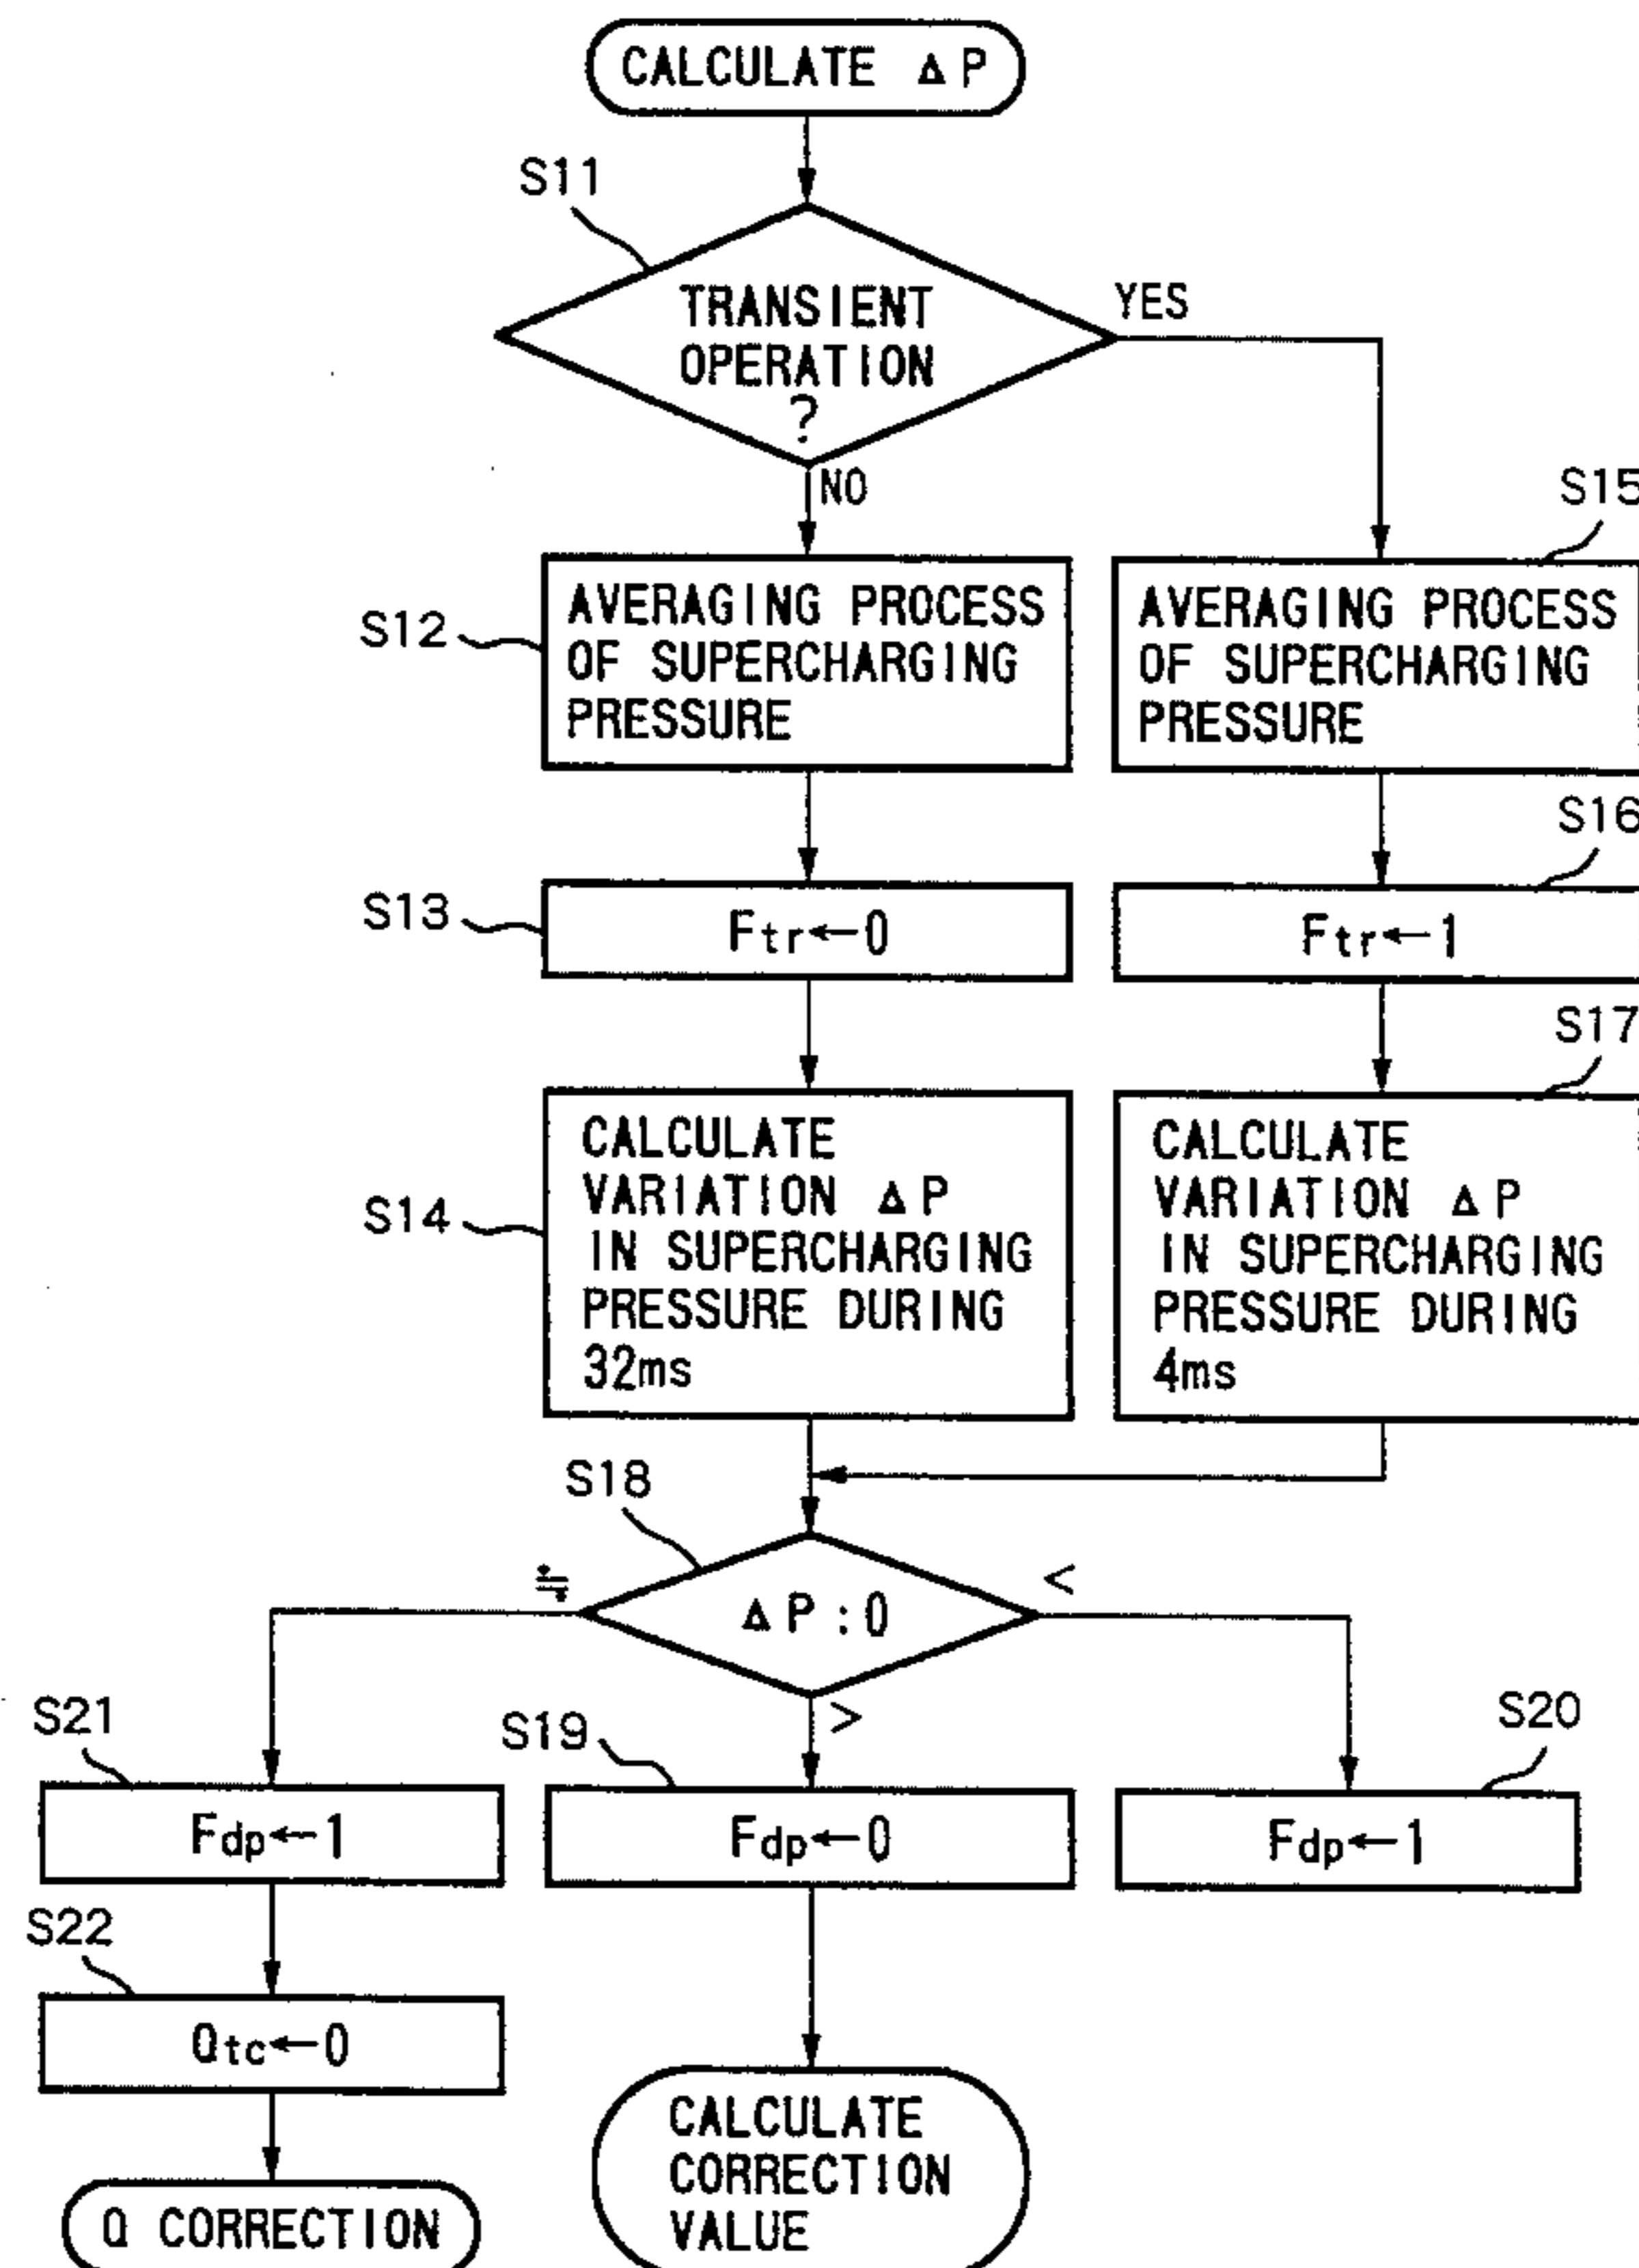 CALCULATE ΔP
S11
TRANSIENT
OPERATION
?
YES
NO
S12
AVERAGING PROCESS
OF SUPERCHARGING
PRESSURE
S15
AVERAGING PROCESS
OF SUPERCHARGING
PRESSURE
S13
Ftr←0
S16
Ftr←1
S14
CALCULATE
VARIATION ΔP
IN SUPERCHARGING
PRESSURE DURING
32ms
S17
CALCULATE
VARIATION ΔP
IN SUPERCHARGING
PRESSURE DURING
4ms
S18
≒
ΔP:0
<
>
S21
Fdp←1
S19
Fdp←0
S20
Fdp←1
S22
Qtc←0
Q CORRECTION
CALCULATE
CORRECTION
VALUE